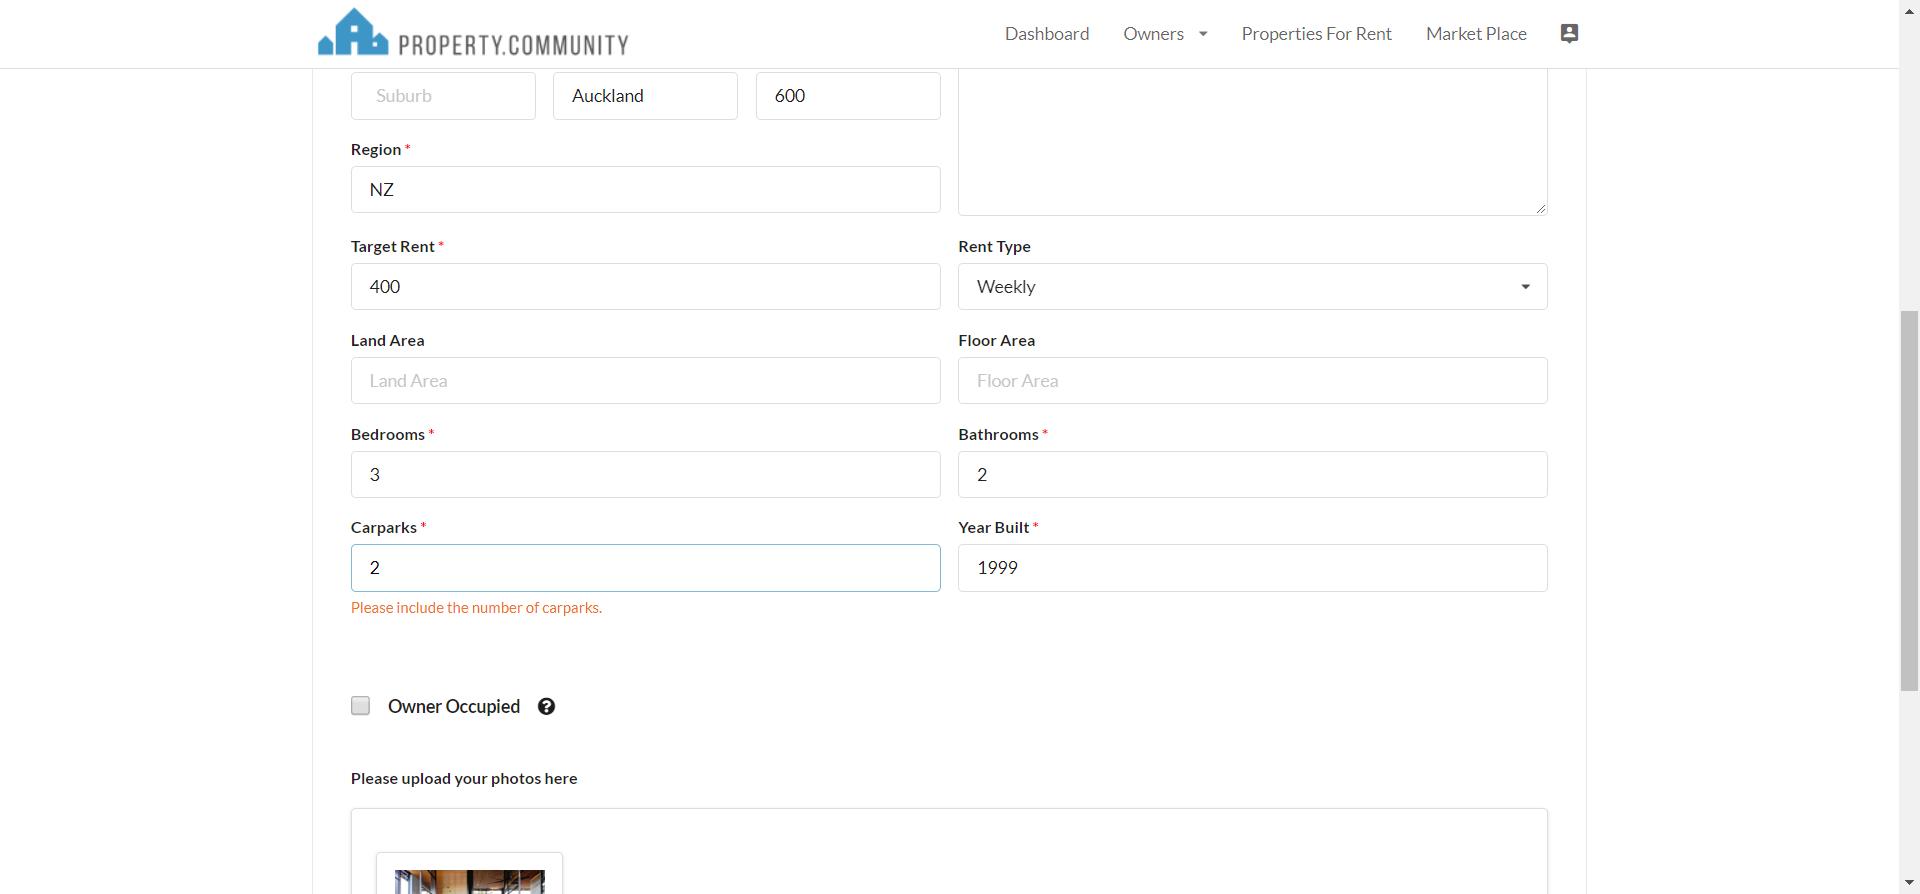 PROPERTY.COMMUNITY
Dashboard Owners Properties For Rent Market Place
Suburb Auckland 600
Region *
NZ
Target Rent * Rent Type
400 Weekly
Land Area Floor Area
Land Area Floor Area
Bedrooms * Bathrooms *
3 2
Carparks * Year Built *
2 1999
Please include the number of carparks.
Owner Occupied ?
Please upload your photos here